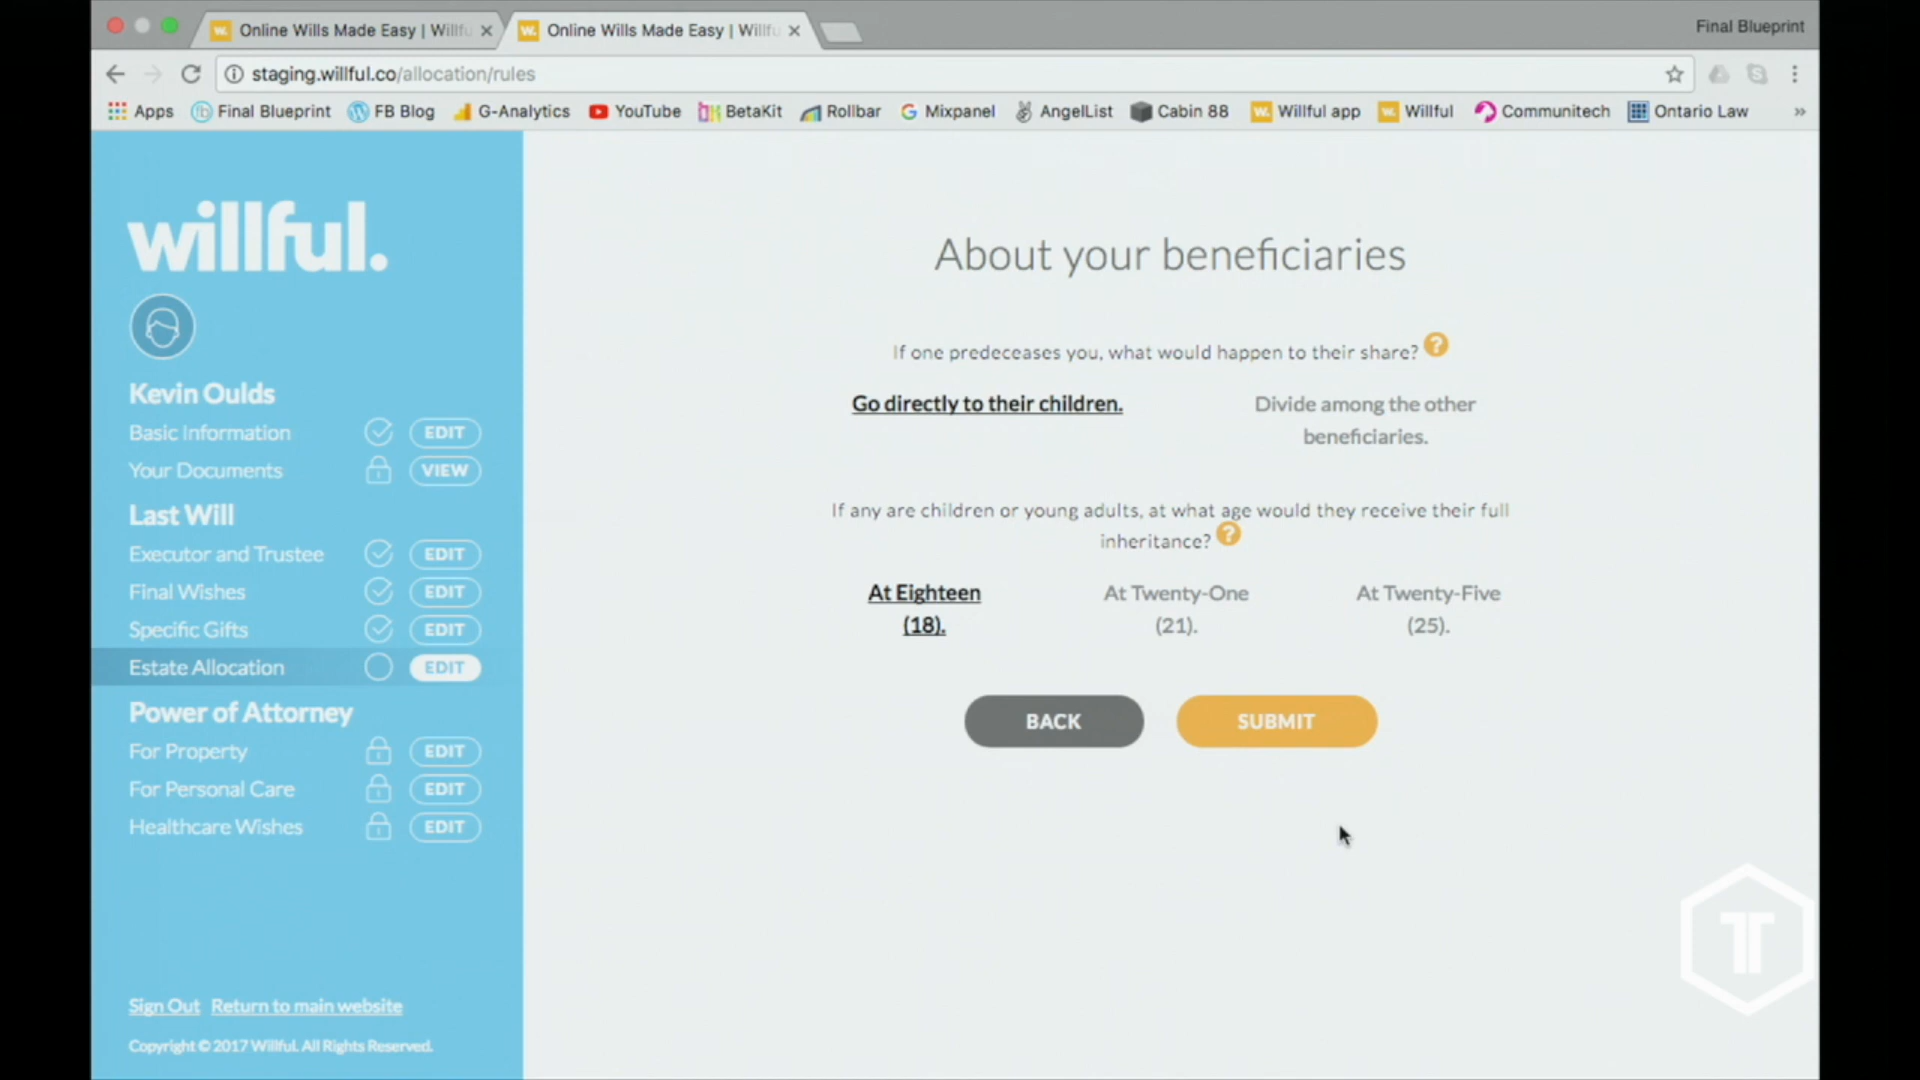 Online Wills Made Easy | Willfu
Online Wills Made Easy | Willfu
Final Blueprint
staging.willful.co/allocation/rules
Apps
Final Blueprint
FB Blog
G-Analytics
YouTube
BetaKit
Rollbar
Mixpanel
AngelList
Cabin 88
Willful app
Willful
Communitech
Ontario Law
»
willful.
Kevin Oulds
Basic Information EDIT
Your Documents VIEW
Last Will
Executor and Trustee EDIT
Final Wishes EDIT
Specific Gifts EDIT
Estate Allocation EDIT
Power of Attorney
For Property EDIT
For Personal Care EDIT
Healthcare Wishes EDIT
Sign Out Return to main website
Copyright © 2017 Willful. All Rights Reserved.
About your beneficiaries
If one predeceases you, what would happen to their share? ?
Go directly to their children.
Divide among the other
beneficiaries.
If any are children or young adults, at what age would they receive their full
inheritance? ?
At Eighteen
(18).
At Twenty-One
(21).
At Twenty-Five
(25).
BACK
SUBMIT